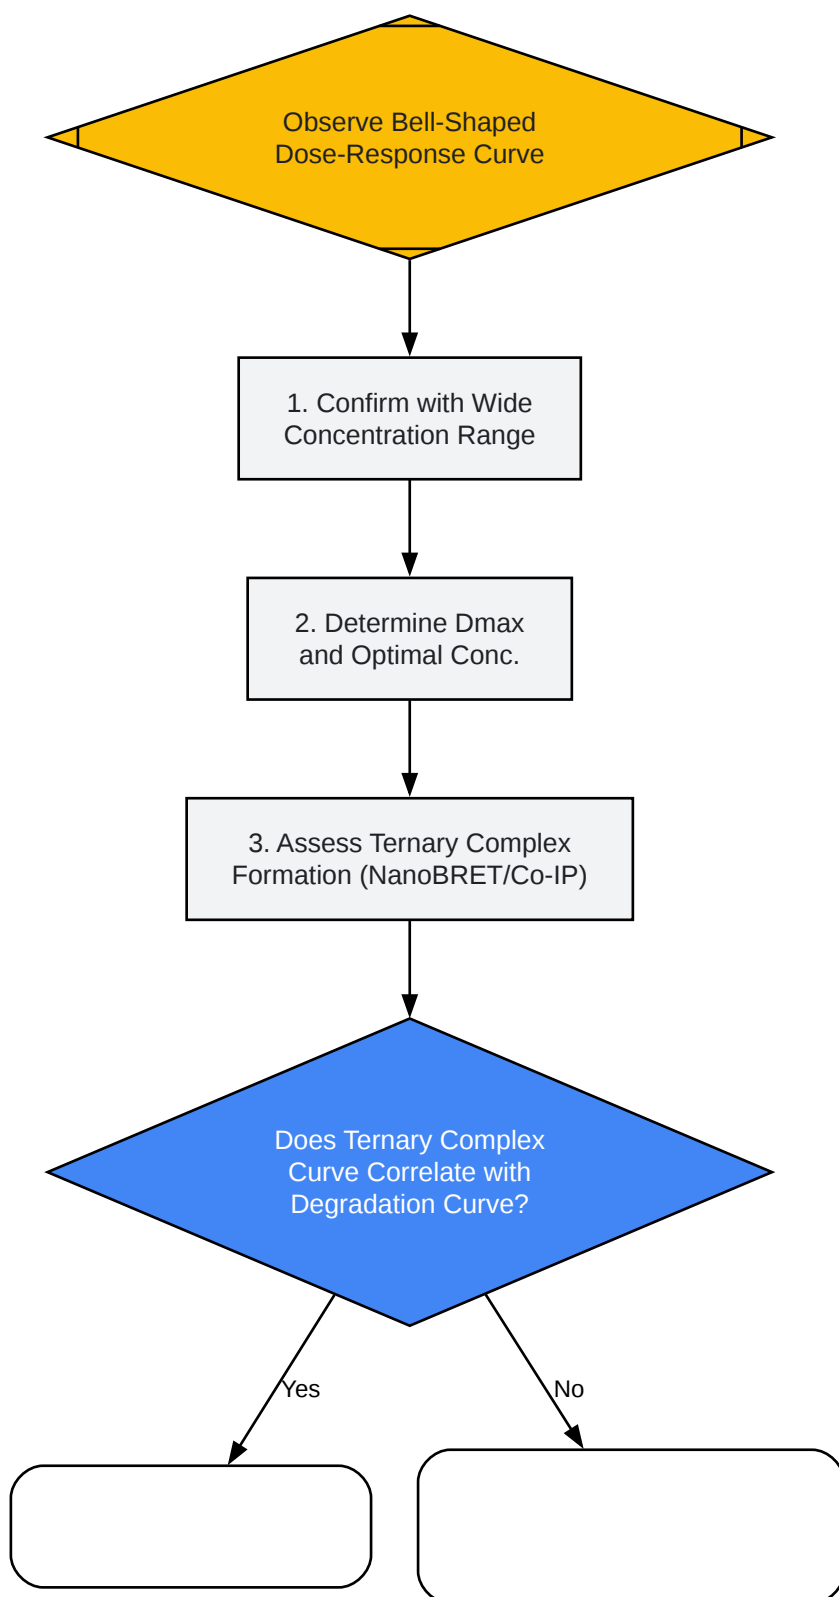 Observe Bell-Shaped
Dose-Response Curve
1. Confirm with Wide
Concentration Range
2. Determine Dmax
and Optimal Conc.
3. Assess Ternary Complex
Formation (NanoBRET/Co-IP)
Does Ternary Complex
Curve Correlate with
Degradation Curve?
Yes
No